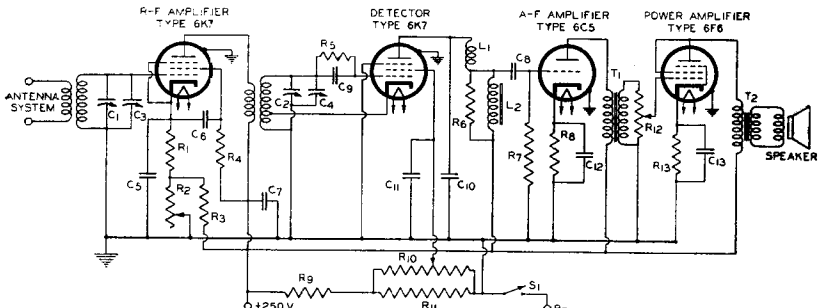 R-F AMPLIFIER
TYPE 6K7
DETECTOR
TYPE 6K7
A-F AMPLIFIER
TYPE 6C5
POWER AMPLIFIER
TYPE 6F6
ANTENNA
SYSTEM
C1
C3
C6
C5
R1
R2
R3
R4
C7
R5
C9
C2
C4
C11
C10
L1
C8
R6
L2
R7
R8
C12
T1
R12
R13
C13
T2
SPEAKER
R10
R9
R11
S1
+250 V
B-